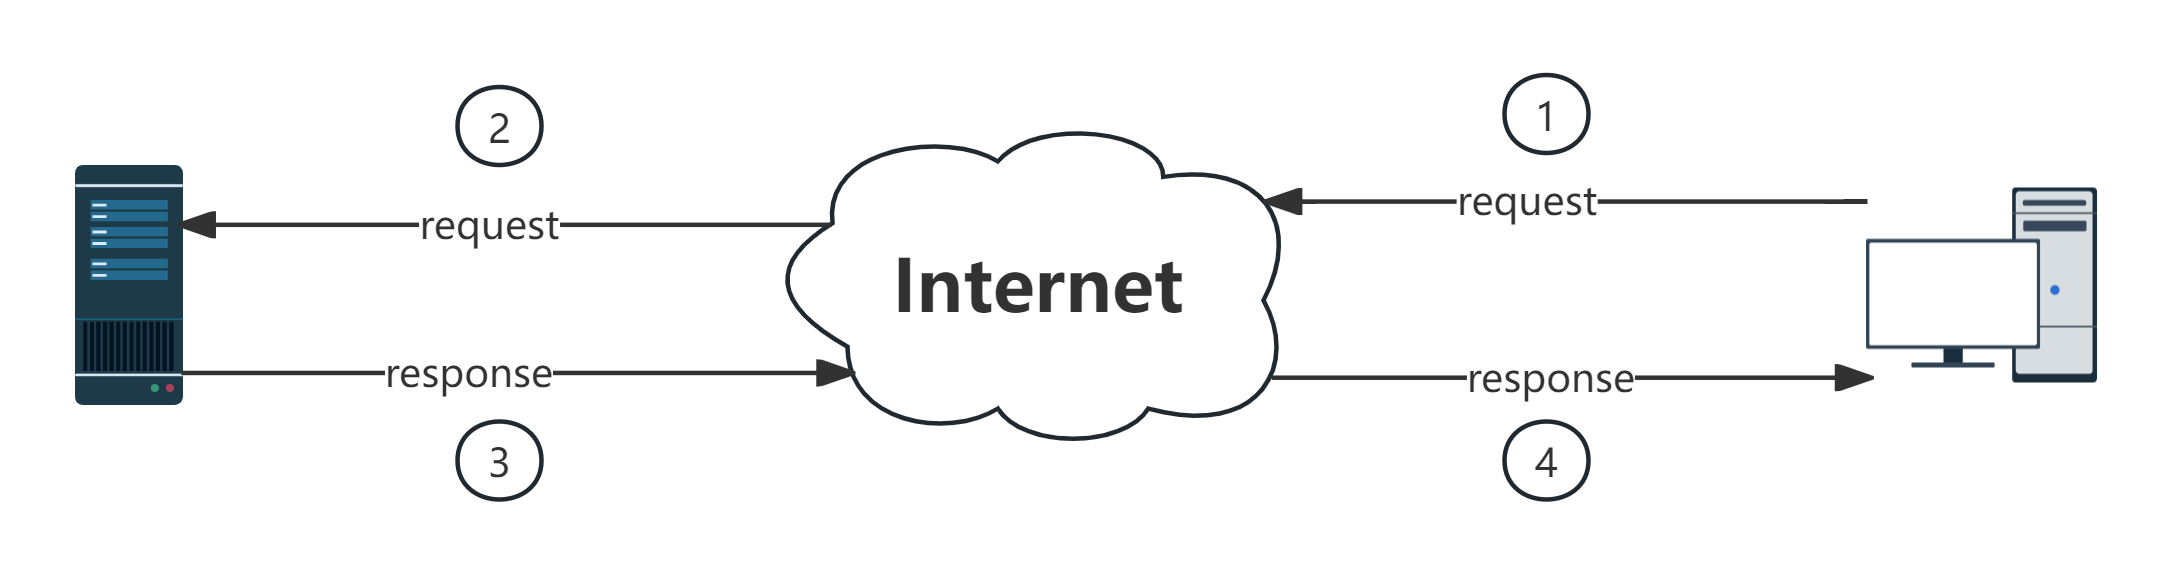 2
1
request
request
Internet
response
response
3
4